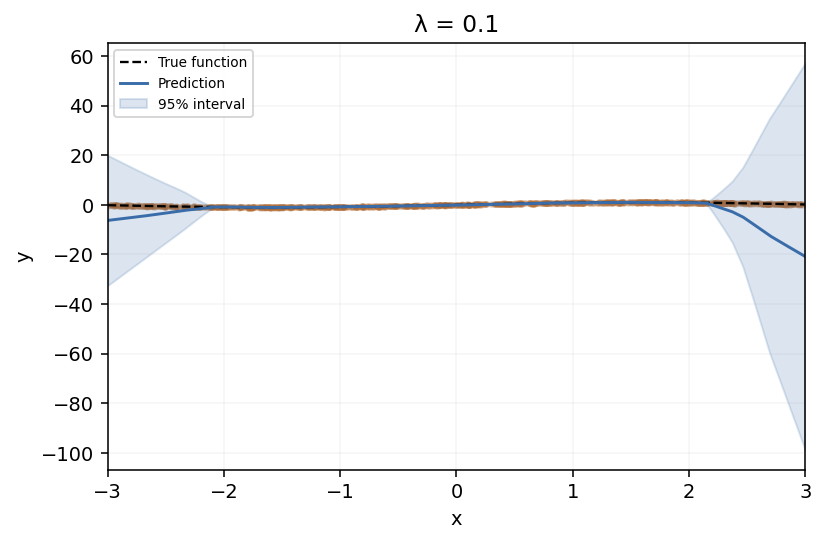 λ = 0.1
True function
Prediction
95% interval
60
40
20
0
−20
−40
−60
−80
−100
y
−3 −2 −1 0 1 2 3
x